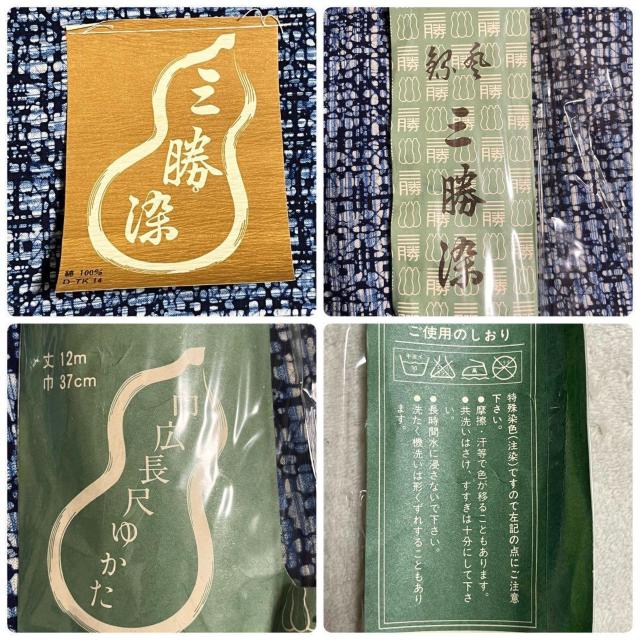 三勝染
綿 100%
D-TK 14
三勝染
勝
丈 12m
巾 37cm
巾広長尺ゆかた
ご使用のしおり
特殊染色(注染)ですので左記の点にご注意
下さい。
●摩擦・汗等で色が移ることもあります。
●共洗いはさけ、すすぎは十分にして下さ
い。
●長時間水に浸さないで下さい。
●洗たく機洗いは形くずれすることもあり
ます。